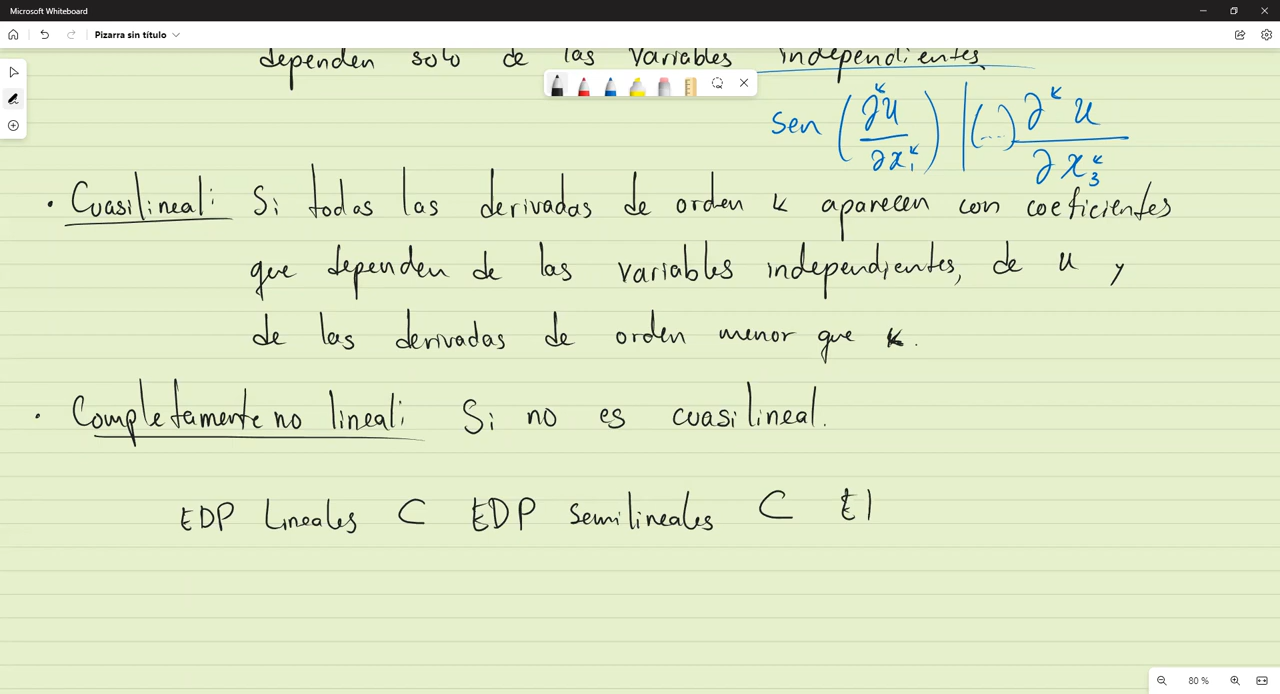 Microsoft Whiteboard
Pizarra sin título
dependen solo de las variables independientes
Sen (∂ᵏu/∂x₁ᵏ) | (...) ∂ᵏu/∂x₃ᵏ
• Cuasilineal: Si todas las derivadas de orden k aparecen con coeficientes
que dependen de las variables independientes, de u y
de las derivadas de orden menor que k.
• Completamente no lineal: Si no es cuasilineal.
EDP Lineales ⊂ EDP Semilineales ⊂ E
80 %